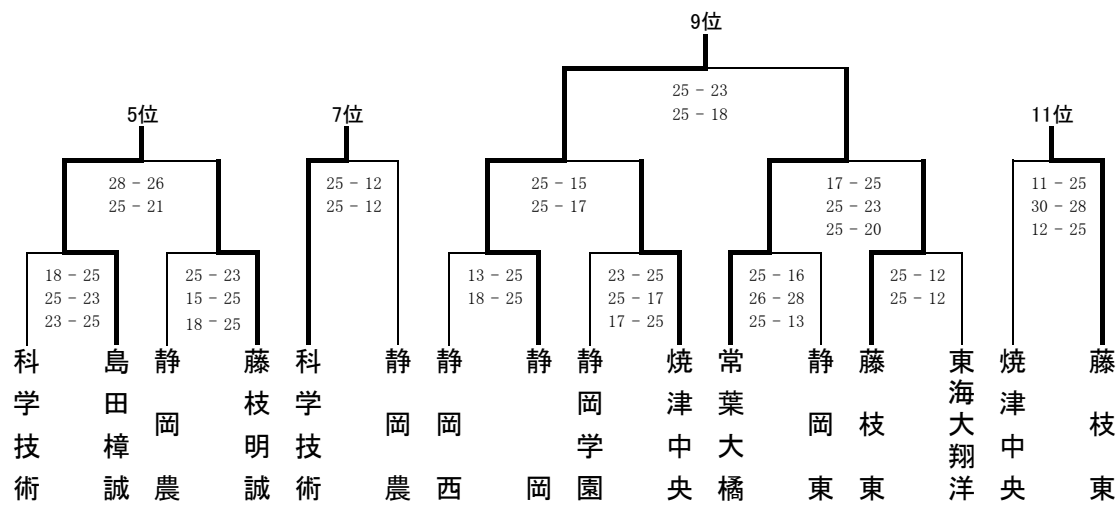 9位
25 - 23
25 - 18
5位
7位
11位
28 - 26
25 - 21
25 - 12
25 - 12
25 - 15
25 - 17
17 - 25
25 - 23
25 - 20
11 - 25
30 - 28
12 - 25
18 - 25
25 - 23
23 - 25
25 - 23
15 - 25
18 - 25
13 - 25
18 - 25
23 - 25
25 - 17
17 - 25
25 - 16
26 - 28
25 - 13
25 - 12
25 - 12
科学技術
島田樟誠
静岡農
藤枝明誠
科学技術
静岡農
静岡西
静岡
静岡学園
焼津中央
常葉大橘
静岡東
藤枝東
東海大翔洋
焼津中央
藤枝東